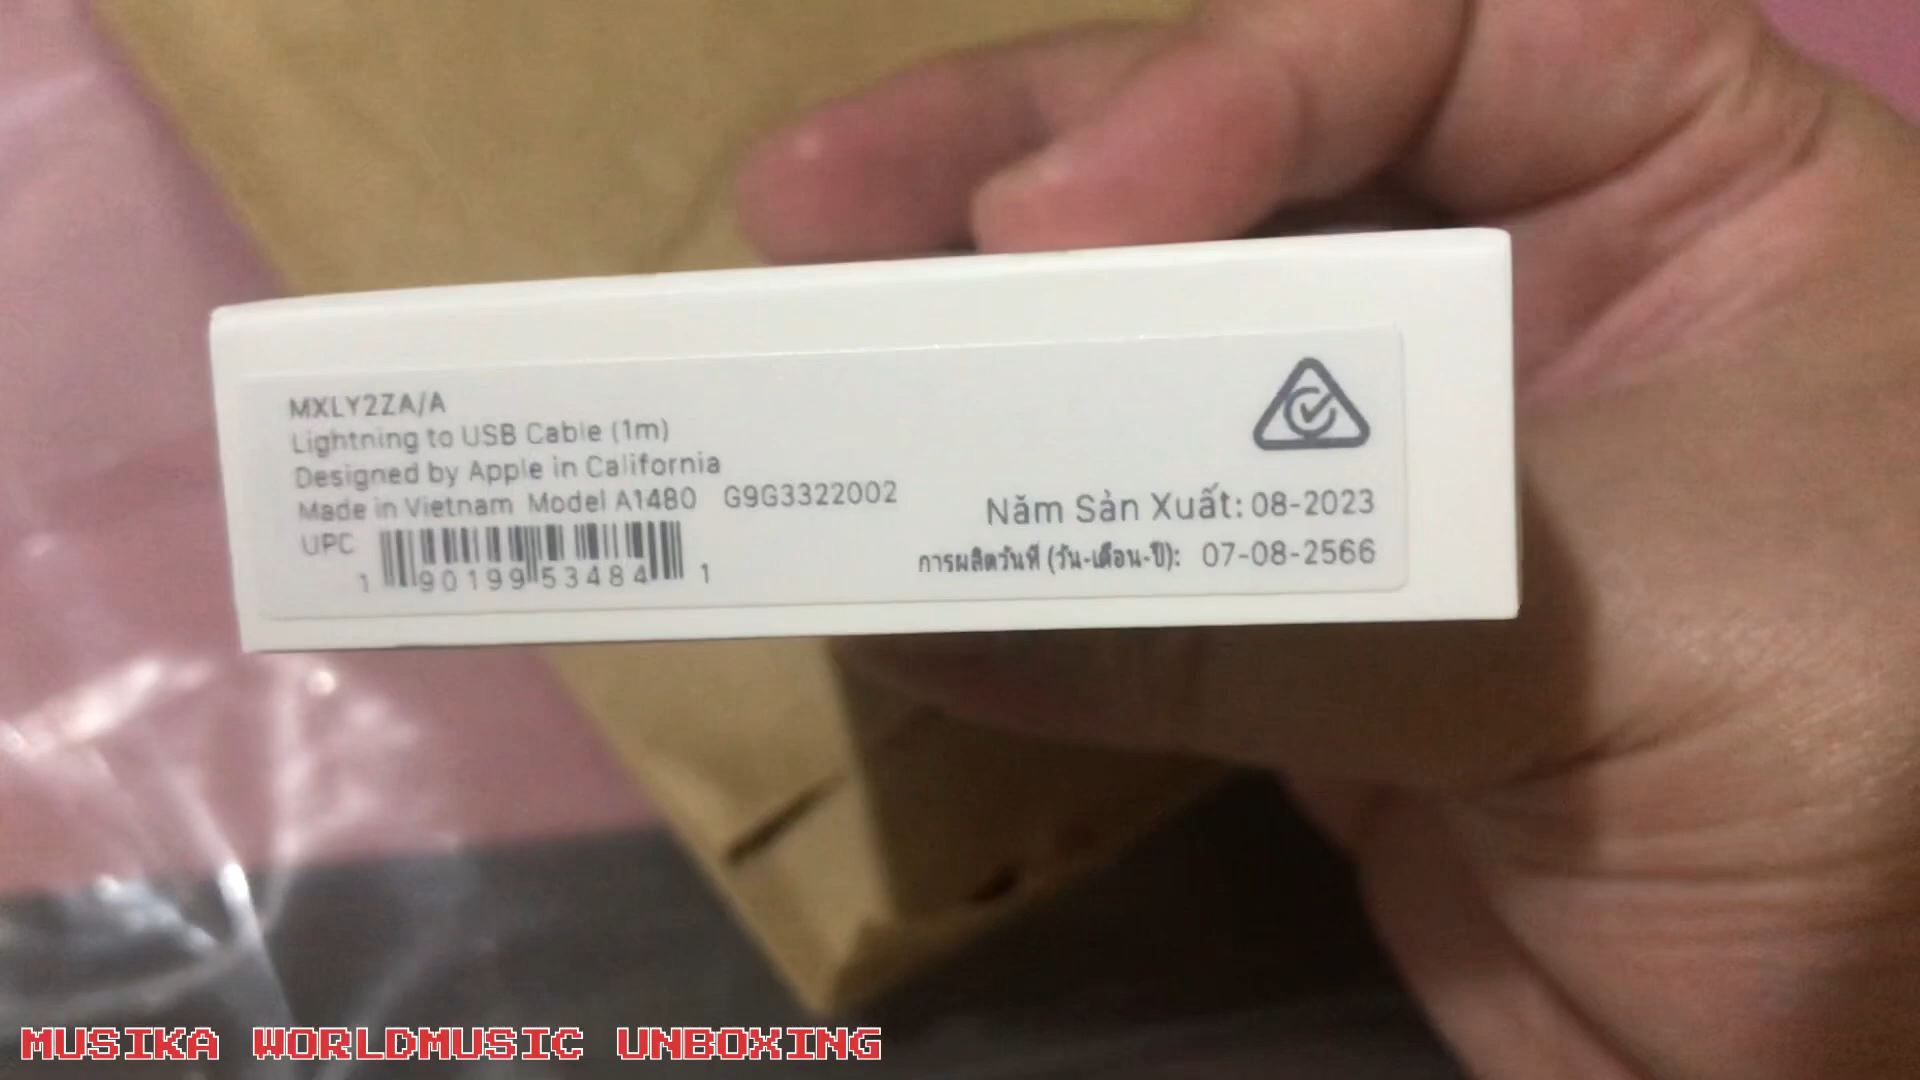 MXLY2ZA/A
Lightning to USB Cable (1m)
Designed by Apple in California
Made in Vietnam Model A1480 G9G3322002
UPC
1 90199 53484 1
Năm Sản Xuất: 08-2023
การผลิตวันที่ (วัน-เดือน-ปี): 07-08-2566
MUSIKA WORLDMUSIC UNBOXING